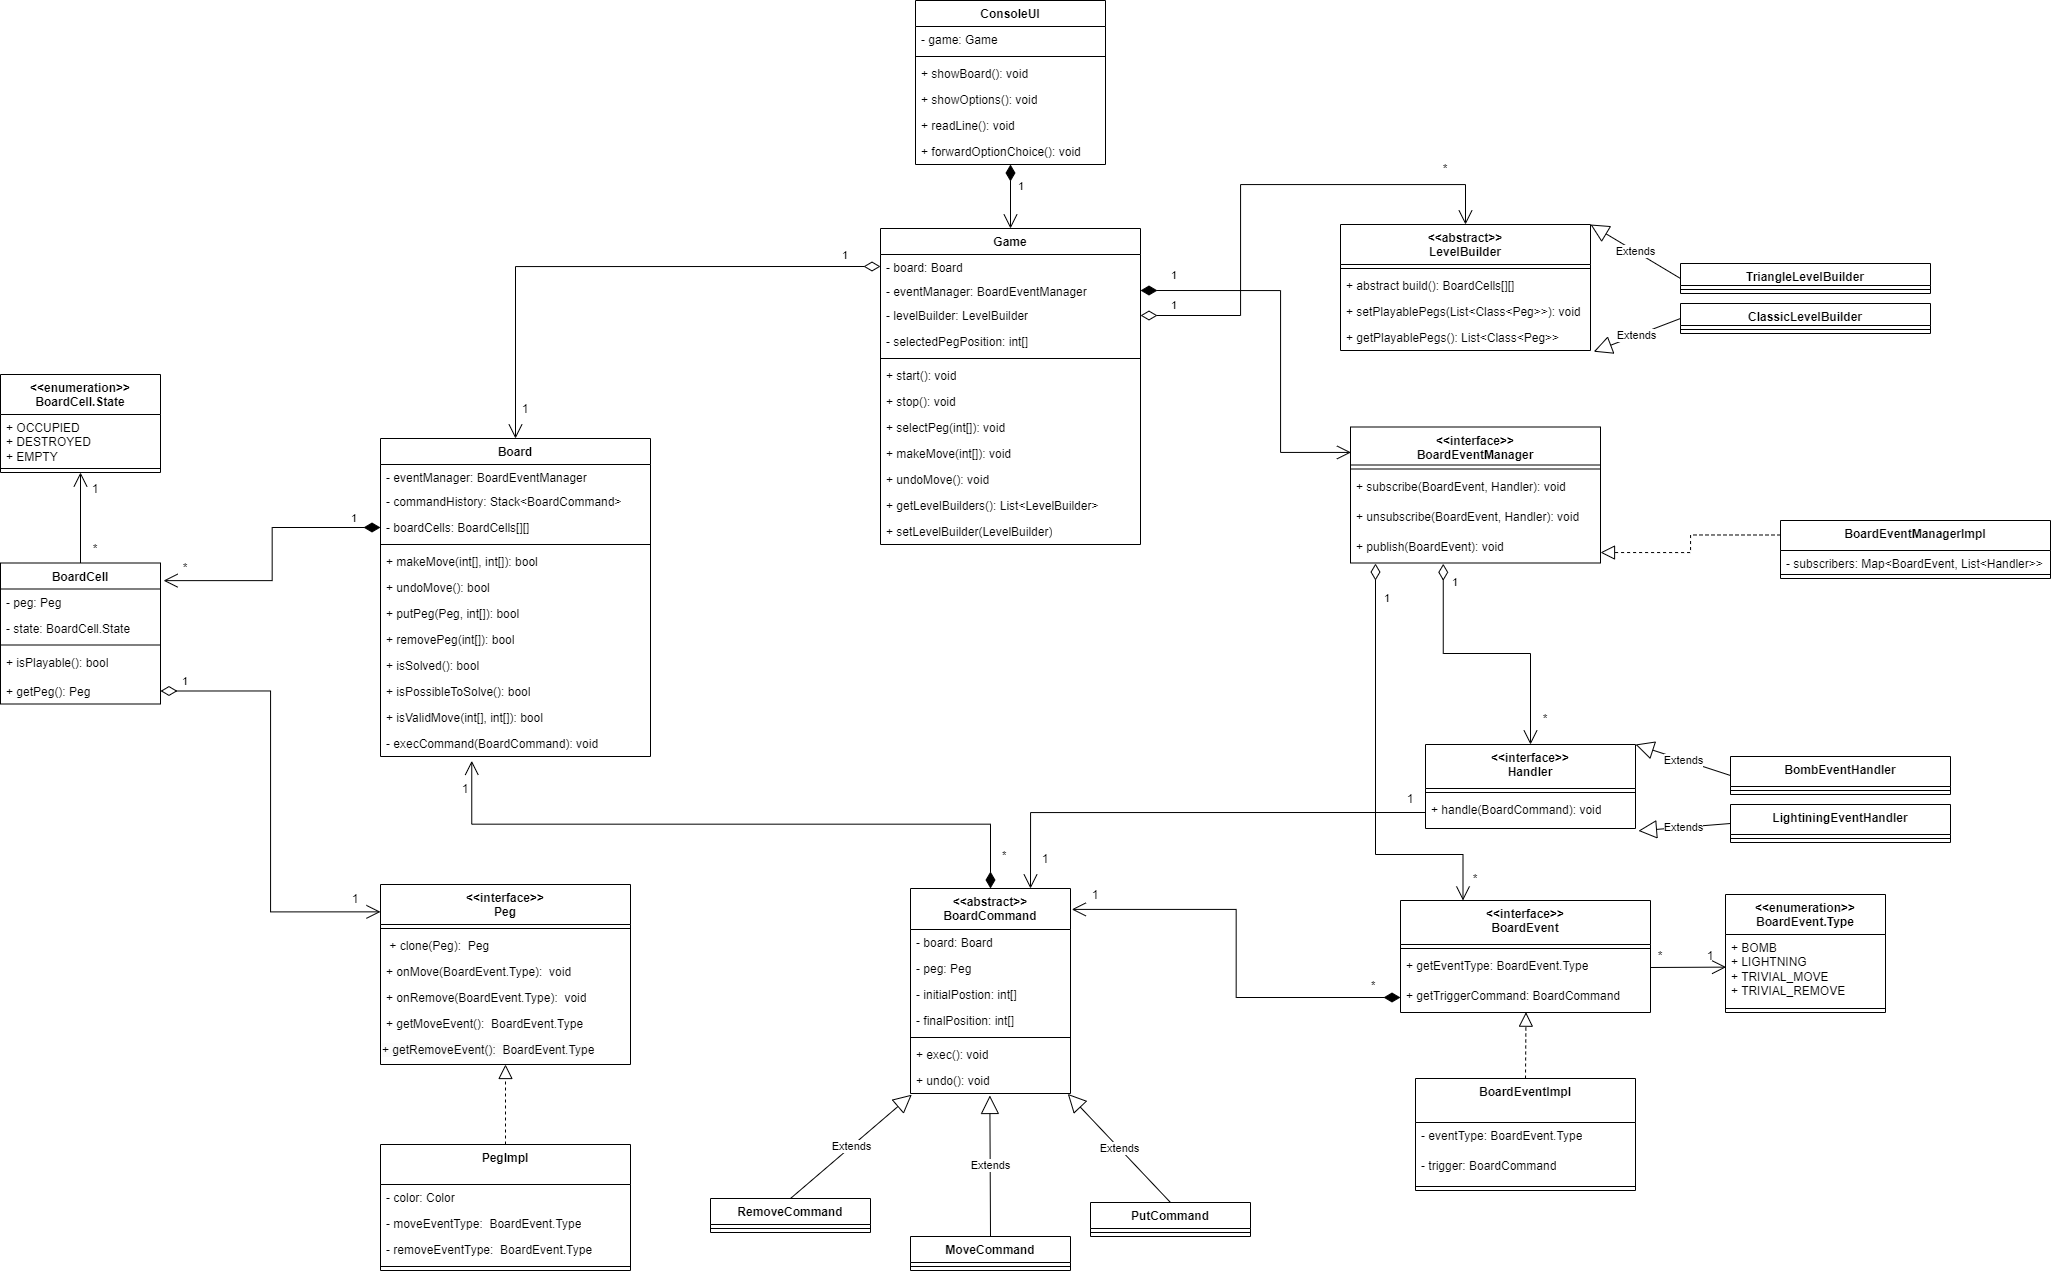 ConsoleUI
- game: Game
+ showBoard(): void
+ showOptions(): void
+ readLine(): void
+ forwardOptionChoice(): void
1
Game
- board: Board
- eventManager: BoardEventManager
- levelBuilder: LevelBuilder
- selectedPegPosition: int[]
+ start(): void
+ stop(): void
+ selectPeg(int[]): void
+ makeMove(int[]): void
+ undoMove(): void
+ getLevelBuilders(): List<LevelBuilder>
+ setLevelBuilder(LevelBuilder)
1
1
1
1
*
<<abstract>>
LevelBuilder
+ abstract build(): BoardCells[][]
+ setPlayablePegs(List<Class<Peg>>): void
+ getPlayablePegs(): List<Class<Peg>>
Extends
TriangleLevelBuilder
Extends
ClassicLevelBuilder
<<enumeration>>
BoardCell.State
+ OCCUPIED
+ DESTROYED
+ EMPTY
1
*
BoardCell
- peg: Peg
- state: BoardCell.State
+ isPlayable(): bool
+ getPeg(): Peg
1
*
1
Board
- eventManager: BoardEventManager
- commandHistory: Stack<BoardCommand>
- boardCells: BoardCells[][]
+ makeMove(int[], int[]): bool
+ undoMove(): bool
+ putPeg(Peg, int[]): bool
+ removePeg(int[]): bool
+ isSolved(): bool
+ isPossibleToSolve(): bool
+ isValidMove(int[], int[]): bool
- execCommand(BoardCommand): void
1
<<interface>>
BoardEventManager
+ subscribe(BoardEvent, Handler): void
+ unsubscribe(BoardEvent, Handler): void
+ publish(BoardEvent): void
BoardEventManagerImpl
- subscribers: Map<BoardEvent, List<Handler>>
1
1
*
<<interface>>
Handler
+ handle(BoardCommand): void
1
Extends
BombEventHandler
Extends
LightiningEventHandler
1
<<interface>>
Peg
+ clone(Peg):  Peg
+ onMove(BoardEvent.Type):  void
+ onRemove(BoardEvent.Type):  void
+ getMoveEvent():  BoardEvent.Type
+ getRemoveEvent():  BoardEvent.Type
PegImpl
- color: Color
- moveEventType:  BoardEvent.Type
- removeEventType:  BoardEvent.Type
*
1
1
<<abstract>>
BoardCommand
- board: Board
- peg: Peg
- initialPostion: int[]
- finalPosition: int[]
+ exec(): void
+ undo(): void
Extends
Extends
Extends
RemoveCommand
MoveCommand
PutCommand
*
*
<<interface>>
BoardEvent
+ getEventType: BoardEvent.Type
+ getTriggerCommand: BoardCommand
*
1
<<enumeration>>
BoardEvent.Type
+ BOMB
+ LIGHTNING
+ TRIVIAL_MOVE
+ TRIVIAL_REMOVE
BoardEventImpl
- eventType: BoardEvent.Type
- trigger: BoardCommand